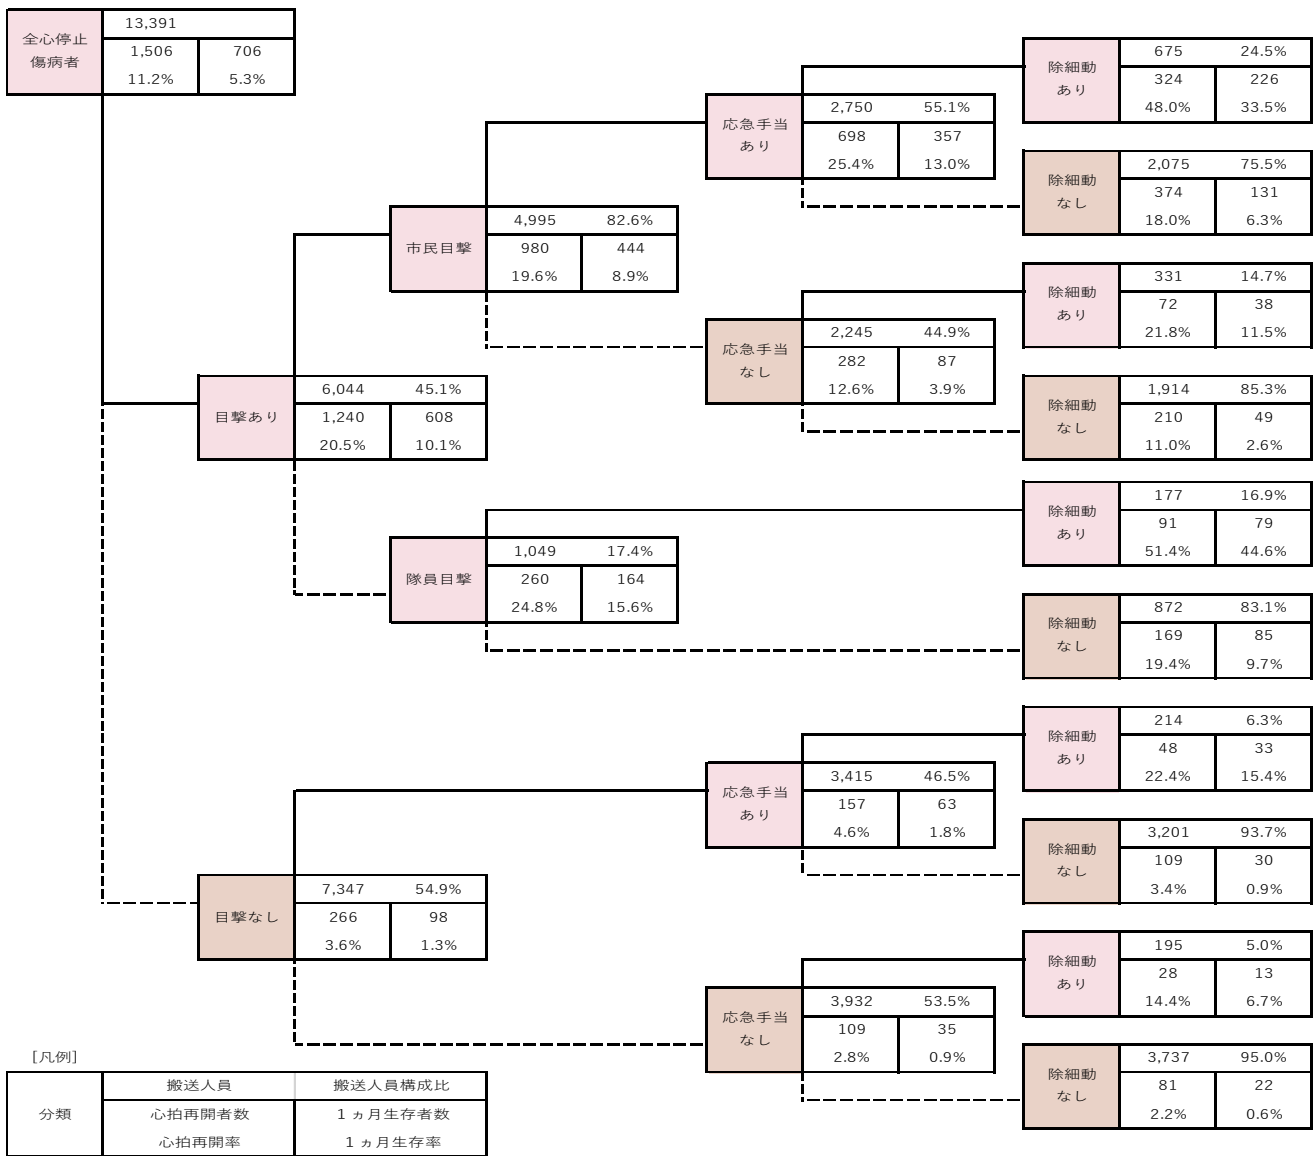 全心停止
傷病者
13,391
1,506 706
11.2% 5.3%
除細動
あり
675 24.5%
324 226
48.0% 33.5%
応急手当
あり
2,750 55.1%
698 357
25.4% 13.0%
除細動
なし
2,075 75.5%
374 131
18.0% 6.3%
市民目撃
4,995 82.6%
980 444
19.6% 8.9%
除細動
あり
331 14.7%
72 38
21.8% 11.5%
応急手当
なし
2,245 44.9%
282 87
12.6% 3.9%
除細動
なし
1,914 85.3%
210 49
11.0% 2.6%
目撃あり
6,044 45.1%
1,240 608
20.5% 10.1%
除細動
あり
177 16.9%
91 79
51.4% 44.6%
隊員目撃
1,049 17.4%
260 164
24.8% 15.6%
除細動
なし
872 83.1%
169 85
19.4% 9.7%
除細動
あり
214 6.3%
48 33
22.4% 15.4%
応急手当
あり
3,415 46.5%
157 63
4.6% 1.8%
除細動
なし
3,201 93.7%
109 30
3.4% 0.9%
目撃なし
7,347 54.9%
266 98
3.6% 1.3%
除細動
あり
195 5.0%
28 13
14.4% 6.7%
応急手当
なし
3,932 53.5%
109 35
2.8% 0.9%
除細動
なし
3,737 95.0%
81 22
2.2% 0.6%
[凡例]
分類
搬送人員 搬送人員構成比
心拍再開者数 1ヵ月生存者数
心拍再開率 1ヵ月生存率